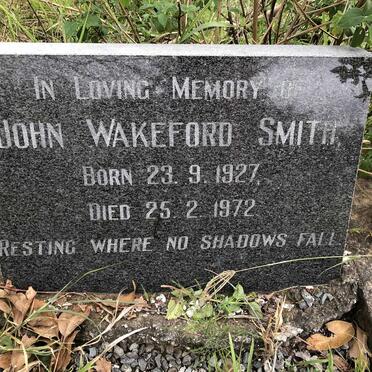 IN LOVING MEMORY OF
JOHN WAKEFORD SMITH,
BORN 23. 9. 1927,
DIED 25. 2. 1972
RESTING WHERE NO SHADOWS FALL